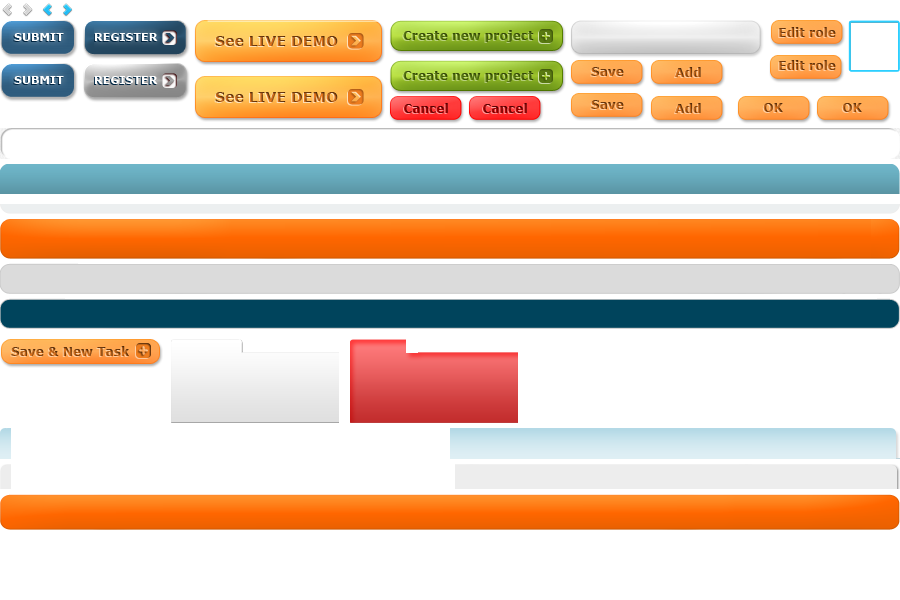 SUBMIT
REGISTER
See LIVE DEMO
Create new project
Edit role
SUBMIT
REGISTER
See LIVE DEMO
Create new project
Save
Add
Edit role
Cancel
Cancel
Save
Add
OK
OK
Save & New Task